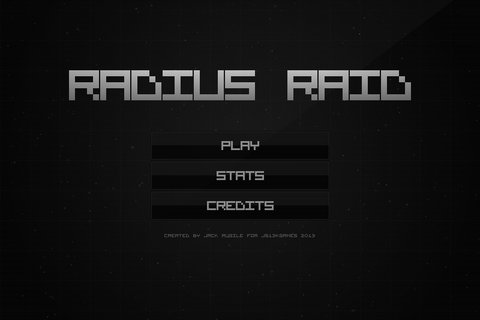 RADIUS RAID
PLAY
STATS
CREDITS
CREATED BY JACK RUGILE FOR JS13KGAMES 2013